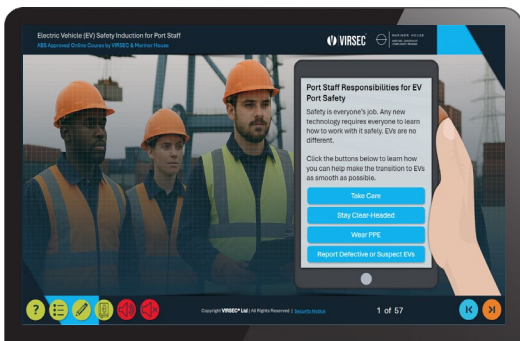 Electric Vehicle (EV) Safety Induction for Port Staff
ABS Approved Online Course by VIRSEC & Mariner House
VIRSEC
MARINER HOUSE
Port Staff Responsibilities for EV
Port Safety
Safety is everyone's job. Any new
technology requires everyone to learn
how to work with it safely. EVs are no
different.
Click the buttons below to learn how
you can help make the transition to EVs
as smooth as possible.
Take Care
Stay Clear-Headed
Wear PPE
Report Defective or Suspect EVs
?
Copyright VIRSEC® Ltd | All Rights Reserved | Security Notice
1 of 57